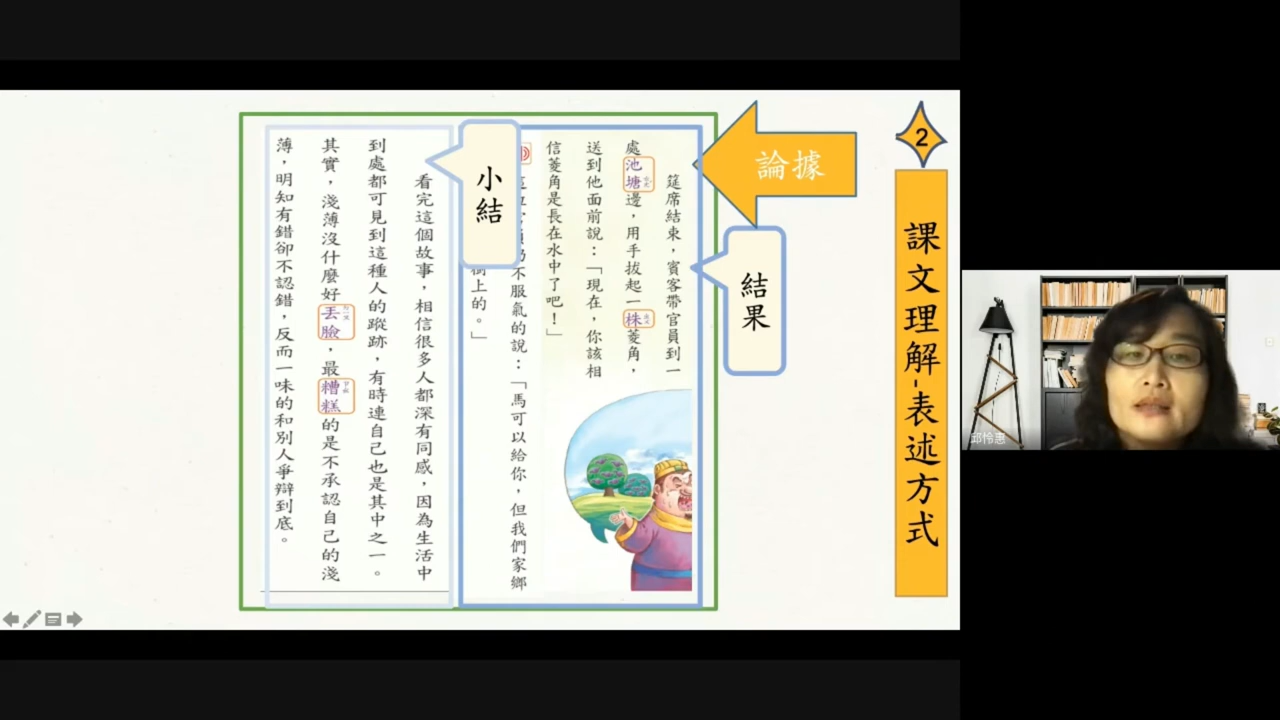 2
課文理解-表述方式
論據
結果
筵席結束，賓客帶官員到一
處池塘邊，用手拔起一株菱角，
送到他面前說：「現在，你該相
信菱角是長在水中了吧！」
不服氣的說：「馬可以給你，但我們家鄉
樹上的。」
小結
看完這個故事，相信很多人都深有同感，因為生活中
到處都可見到這種人的蹤跡，有時連自己也是其中之一。
其實，淺薄沒什麼好丟臉，最糟糕的是不承認自己的淺
薄，明知有錯卻不認錯，反而一味的和別人爭辯到底。
邱怜惠